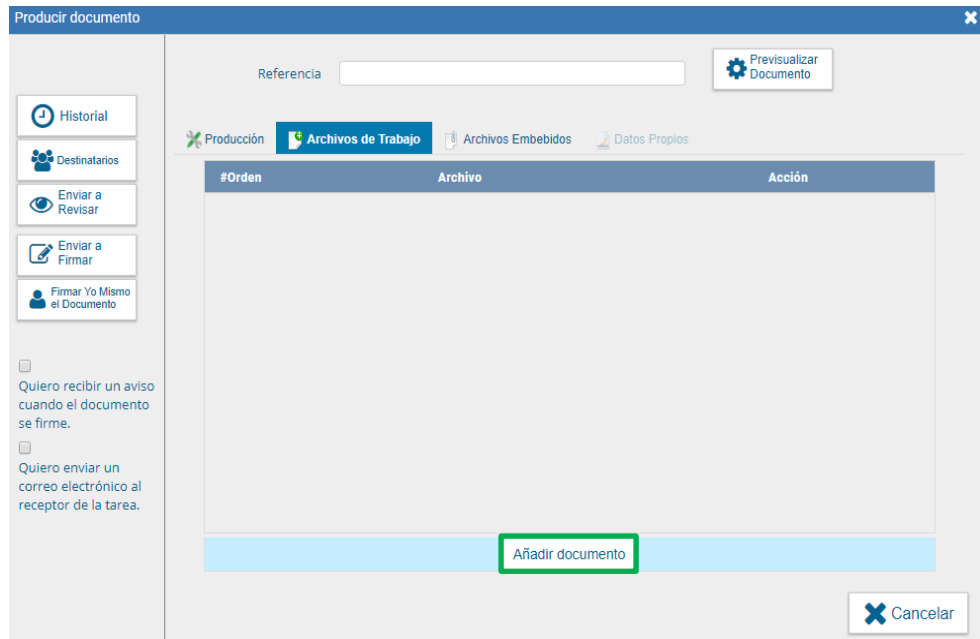 Producir documento
Referencia
Previsualizar
Documento
Historial
Destinatarios
Enviar a
Revisar
Enviar a
Firmar
Firmar Yo Mismo
el Documento
Quiero recibir un aviso
cuando el documento
se firme.
Quiero enviar un
correo electrónico al
receptor de la tarea.
Producción
Archivos de Trabajo
Archivos Embebidos
Datos Propios
#Orden
Archivo
Acción
Añadir documento
Cancelar